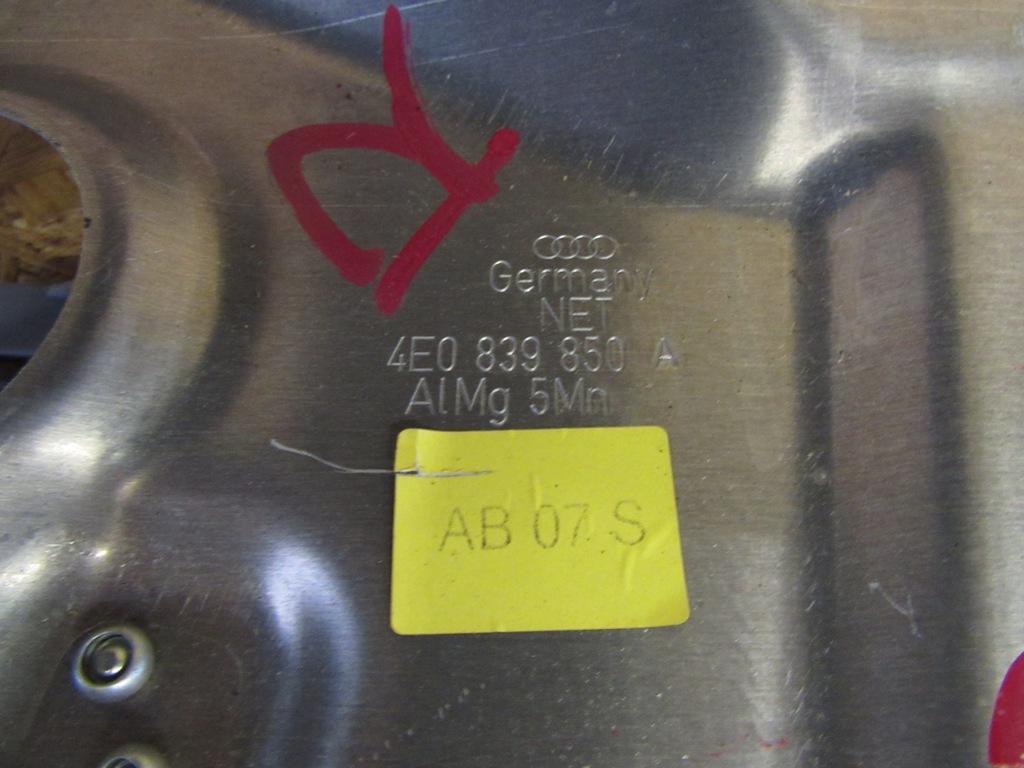 Germany
NET
4E0 839 850 A
AlMg 5Mn
AB 07 S